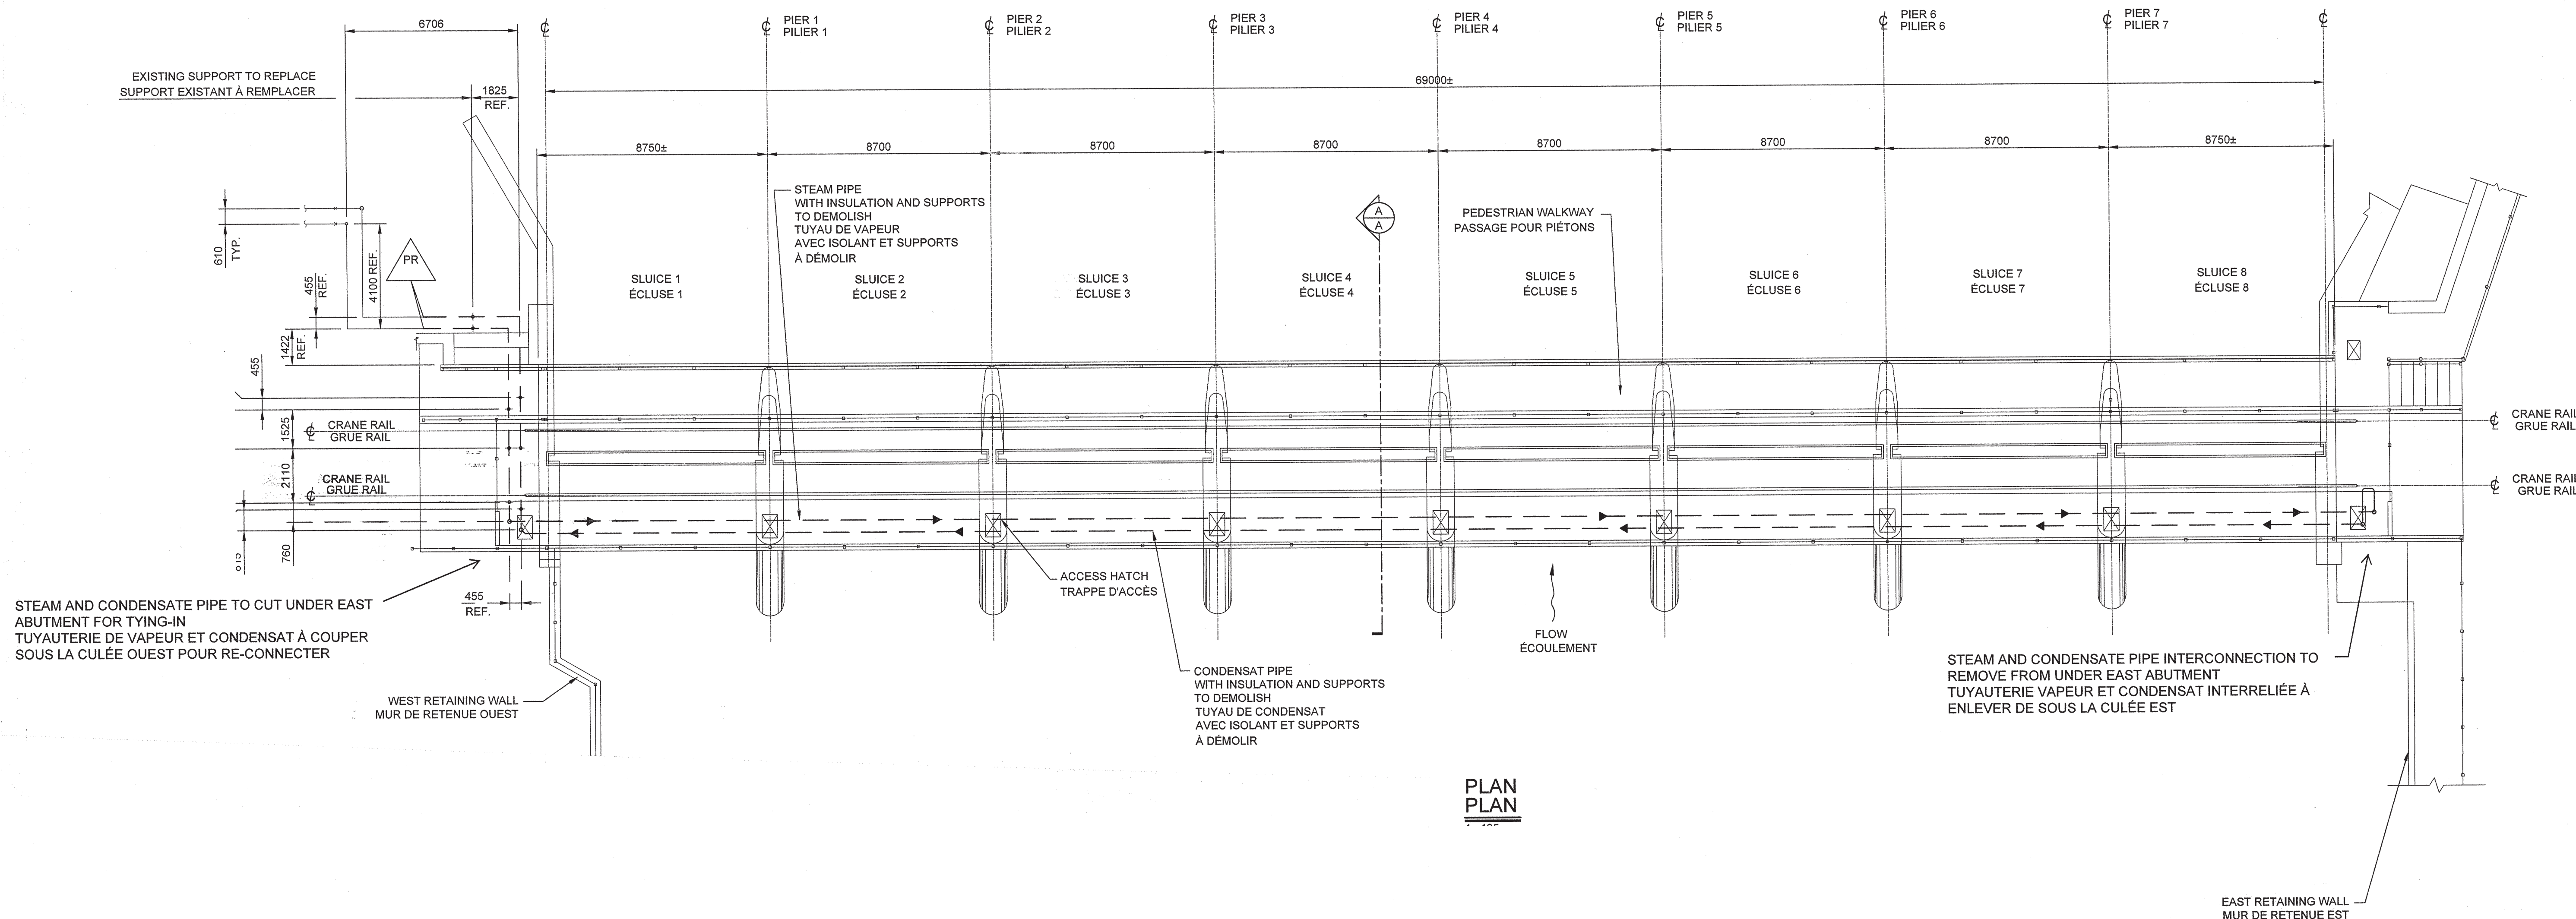 6706
PIER 1
PILIER 1
PIER 2
PILIER 2
PIER 3
PILIER 3
PIER 4
PILIER 4
PIER 5
PILIER 5
PIER 6
PILIER 6
PIER 7
PILIER 7
EXISTING SUPPORT TO REPLACE
SUPPORT EXISTANT À REMPLACER
1825
REF.
69000±
8750±
8700
8700
8700
8700
8700
8700
8750±
STEAM PIPE
WITH INSULATION AND SUPPORTS
TO DEMOLISH
TUYAU DE VAPEUR
AVEC ISOLANT ET SUPPORTS
À DÉMOLIR
A
A
PEDESTRIAN WALKWAY
PASSAGE POUR PIÉTONS
610
TYP.
455
REF.
4100 REF.
PR
SLUICE 1
ÉCLUSE 1
SLUICE 2
ÉCLUSE 2
SLUICE 3
ÉCLUSE 3
SLUICE 4
ÉCLUSE 4
SLUICE 5
ÉCLUSE 5
SLUICE 6
ÉCLUSE 6
SLUICE 7
ÉCLUSE 7
SLUICE 8
ÉCLUSE 8
1422
REF.
455
1525
CRANE RAIL
GRUE RAIL
CRANE RAIL
GRUE RAIL
2110
CRANE RAIL
GRUE RAIL
CRANE RAIL
GRUE RAIL
760
455
REF.
STEAM AND CONDENSATE PIPE TO CUT UNDER EAST
ABUTMENT FOR TYING-IN
TUYAUTERIE DE VAPEUR ET CONDENSAT À COUPER
SOUS LA CULÉE OUEST POUR RE-CONNECTER
ACCESS HATCH
TRAPPE D'ACCÈS
FLOW
ÉCOULEMENT
WEST RETAINING WALL
MUR DE RETENUE OUEST
CONDENSAT PIPE
WITH INSULATION AND SUPPORTS
TO DEMOLISH
TUYAU DE CONDENSAT
AVEC ISOLANT ET SUPPORTS
À DÉMOLIR
STEAM AND CONDENSATE PIPE INTERCONNECTION TO
REMOVE FROM UNDER EAST ABUTMENT
TUYAUTERIE VAPEUR ET CONDENSAT INTERRELIÉE À
ENLEVER DE SOUS LA CULÉE EST
PLAN
PLAN
EAST RETAINING WALL
MUR DE RETENUE EST